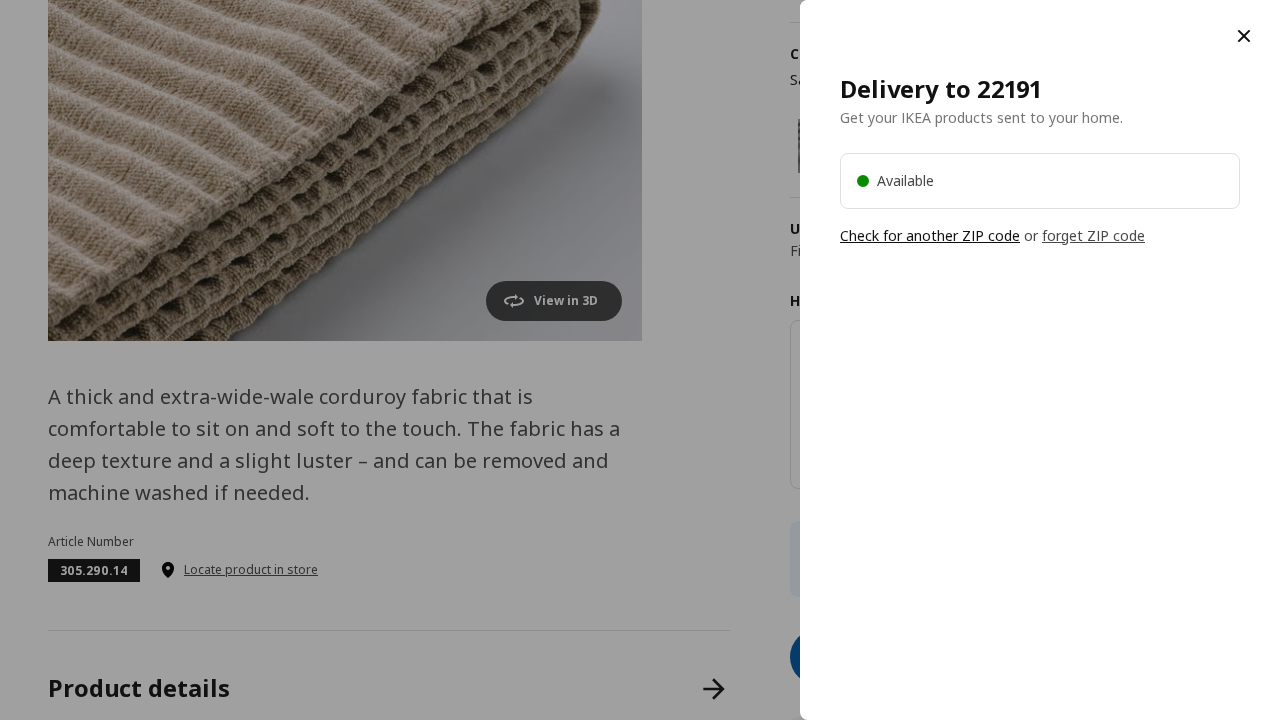 View in 3D
A thick and extra-wide-wale corduroy fabric that is
comfortable to sit on and soft to the touch. The fabric has a
deep texture and a slight luster – and can be removed and
machine washed if needed.
Article Number
305.290.14
Locate product in store
Product details
Delivery to 22191
Get your IKEA products sent to your home.
Available
Check for another ZIP code or forget ZIP code